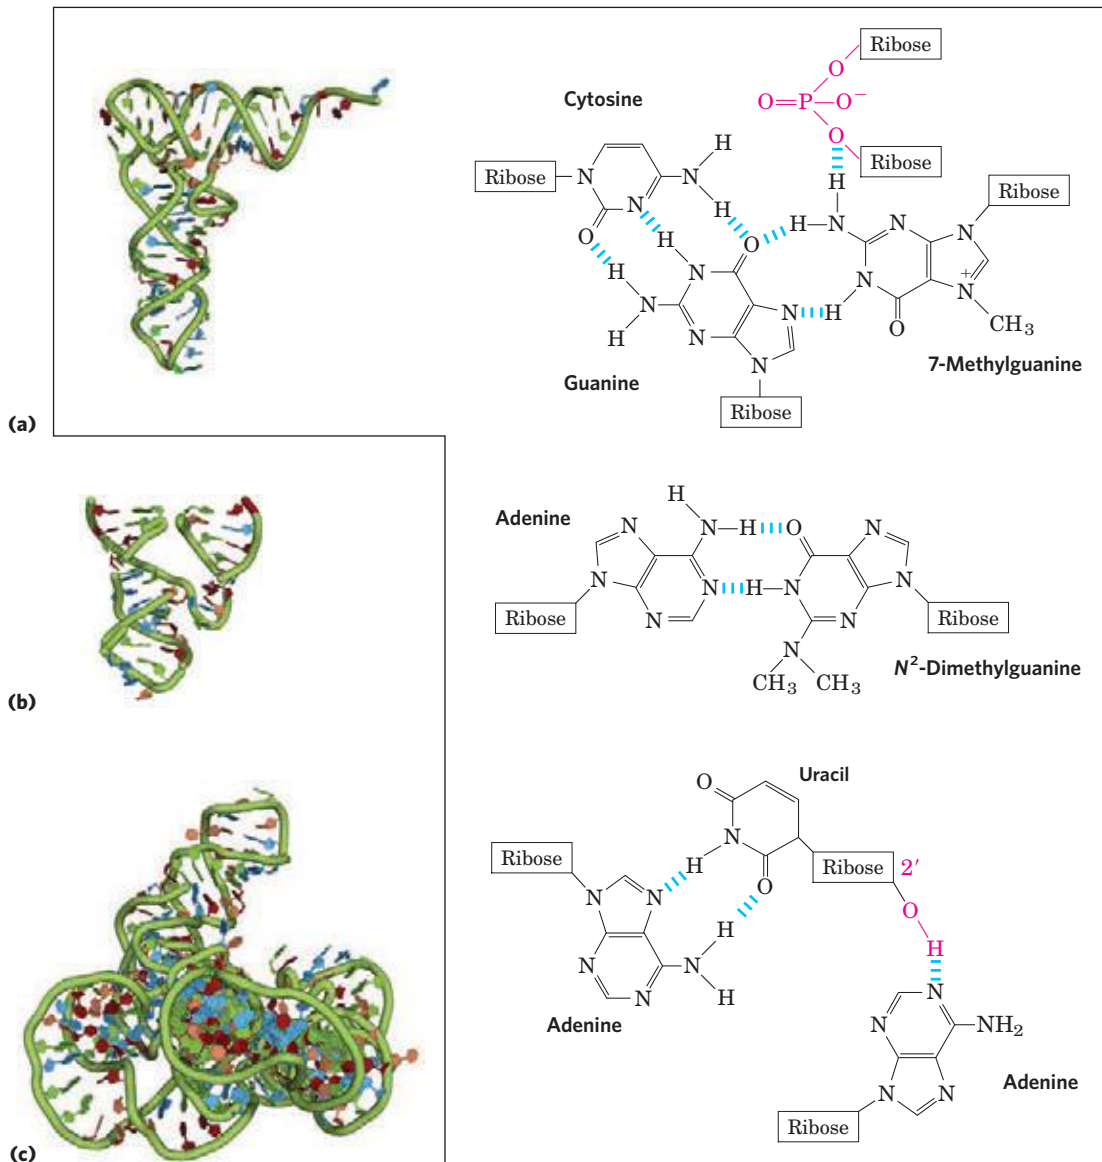 (a)
Cytosine
Ribose
N
O
N
N
H
H
O
P
O
O⁻
O
Ribose
Ribose
H
H
N
N
N
Ribose
H
N
O
H
N
H
N
N
H
N
N
O
N
H
N
N⁺
O
CH₃
Guanine
Ribose
7-Methylguanine
(b)
Adenine
H
N
H
O
N
N
N
N
N
H
N
N
N
N
Ribose
Ribose
N
CH₃
CH₃
N²-Dimethylguanine
(c)
Uracil
O
N
H
O
Ribose
2′
O
H
Ribose
N
N
H
N
N
N
H
Adenine
N
N
NH₂
N
N
Ribose
Adenine